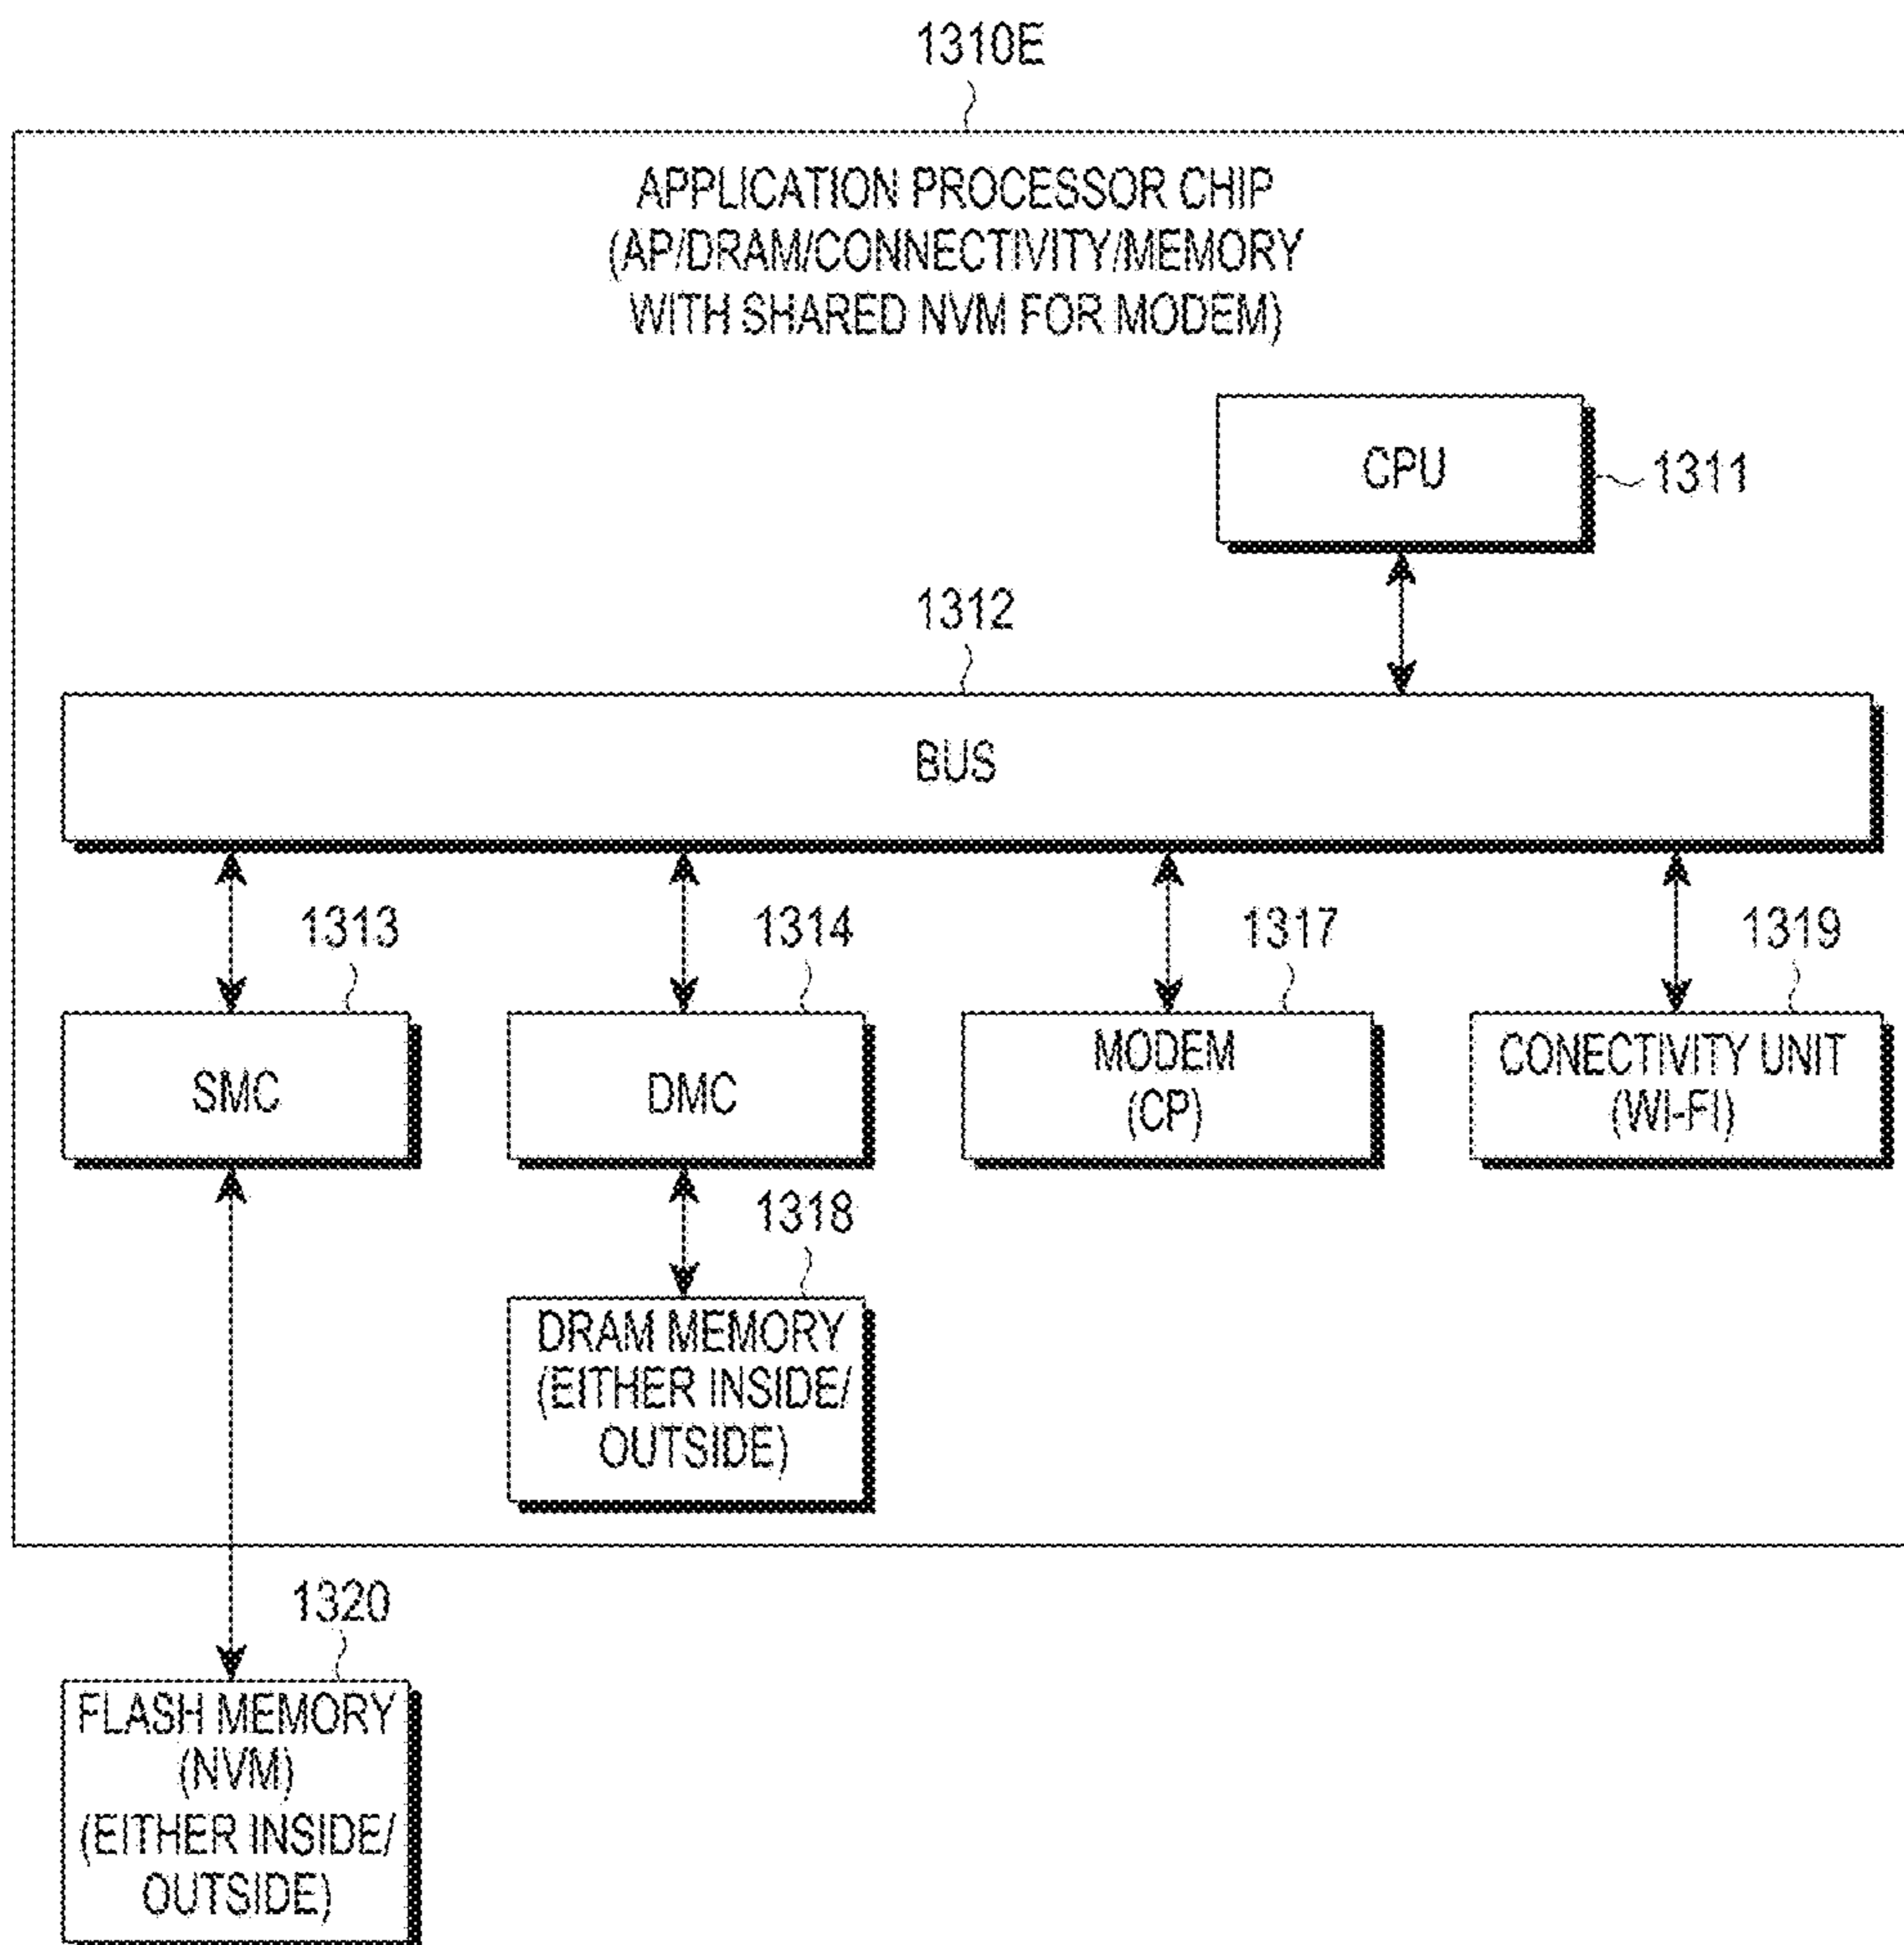 1310E
APPLICATION PROCESSOR CHIP
(AP/DRAM/CONNECTIVITY/MEMORY
WITH SHARED NVM FOR MODEM)
CPU
1311
1312
BUS
1313
1314
1317
1319
SMC
DMC
MODEM
(CP)
CONECTIVITY UNIT
(WI-FI)
1318
DRAM MEMORY
(EITHER INSIDE/
OUTSIDE)
1320
FLASH MEMORY
(NVM)
(EITHER INSIDE/
OUTSIDE)